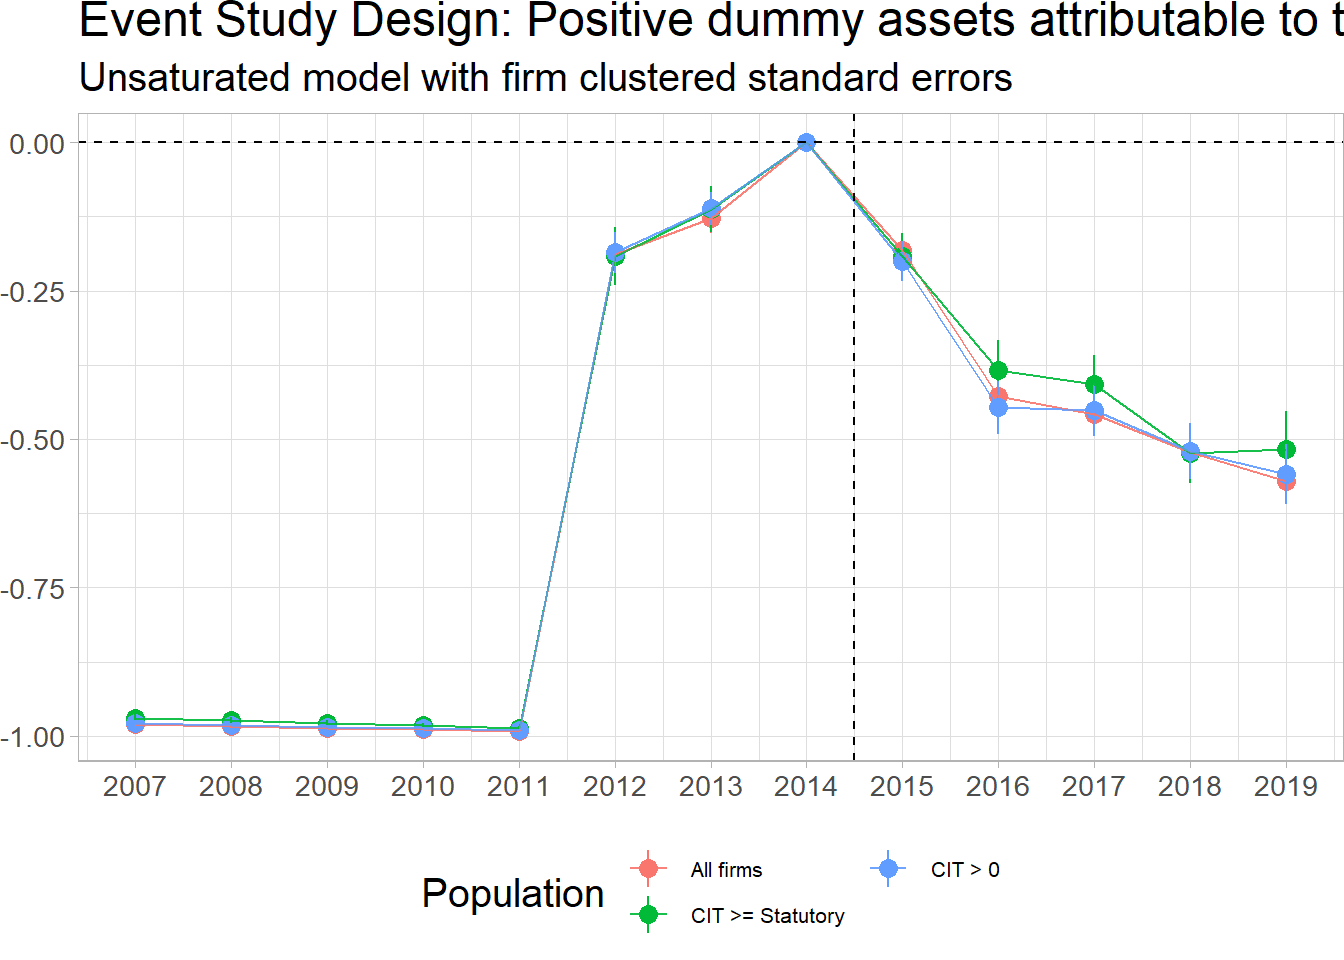 Event Study Design: Positive dummy assets attributable to t
Unsaturated model with firm clustered standard errors
0.00
-0.25
-0.50
-0.75
-1.00
2007 2008 2009 2010 2011 2012 2013 2014 2015 2016 2017 2018 2019
Population
All firms
CIT > 0
CIT >= Statutory